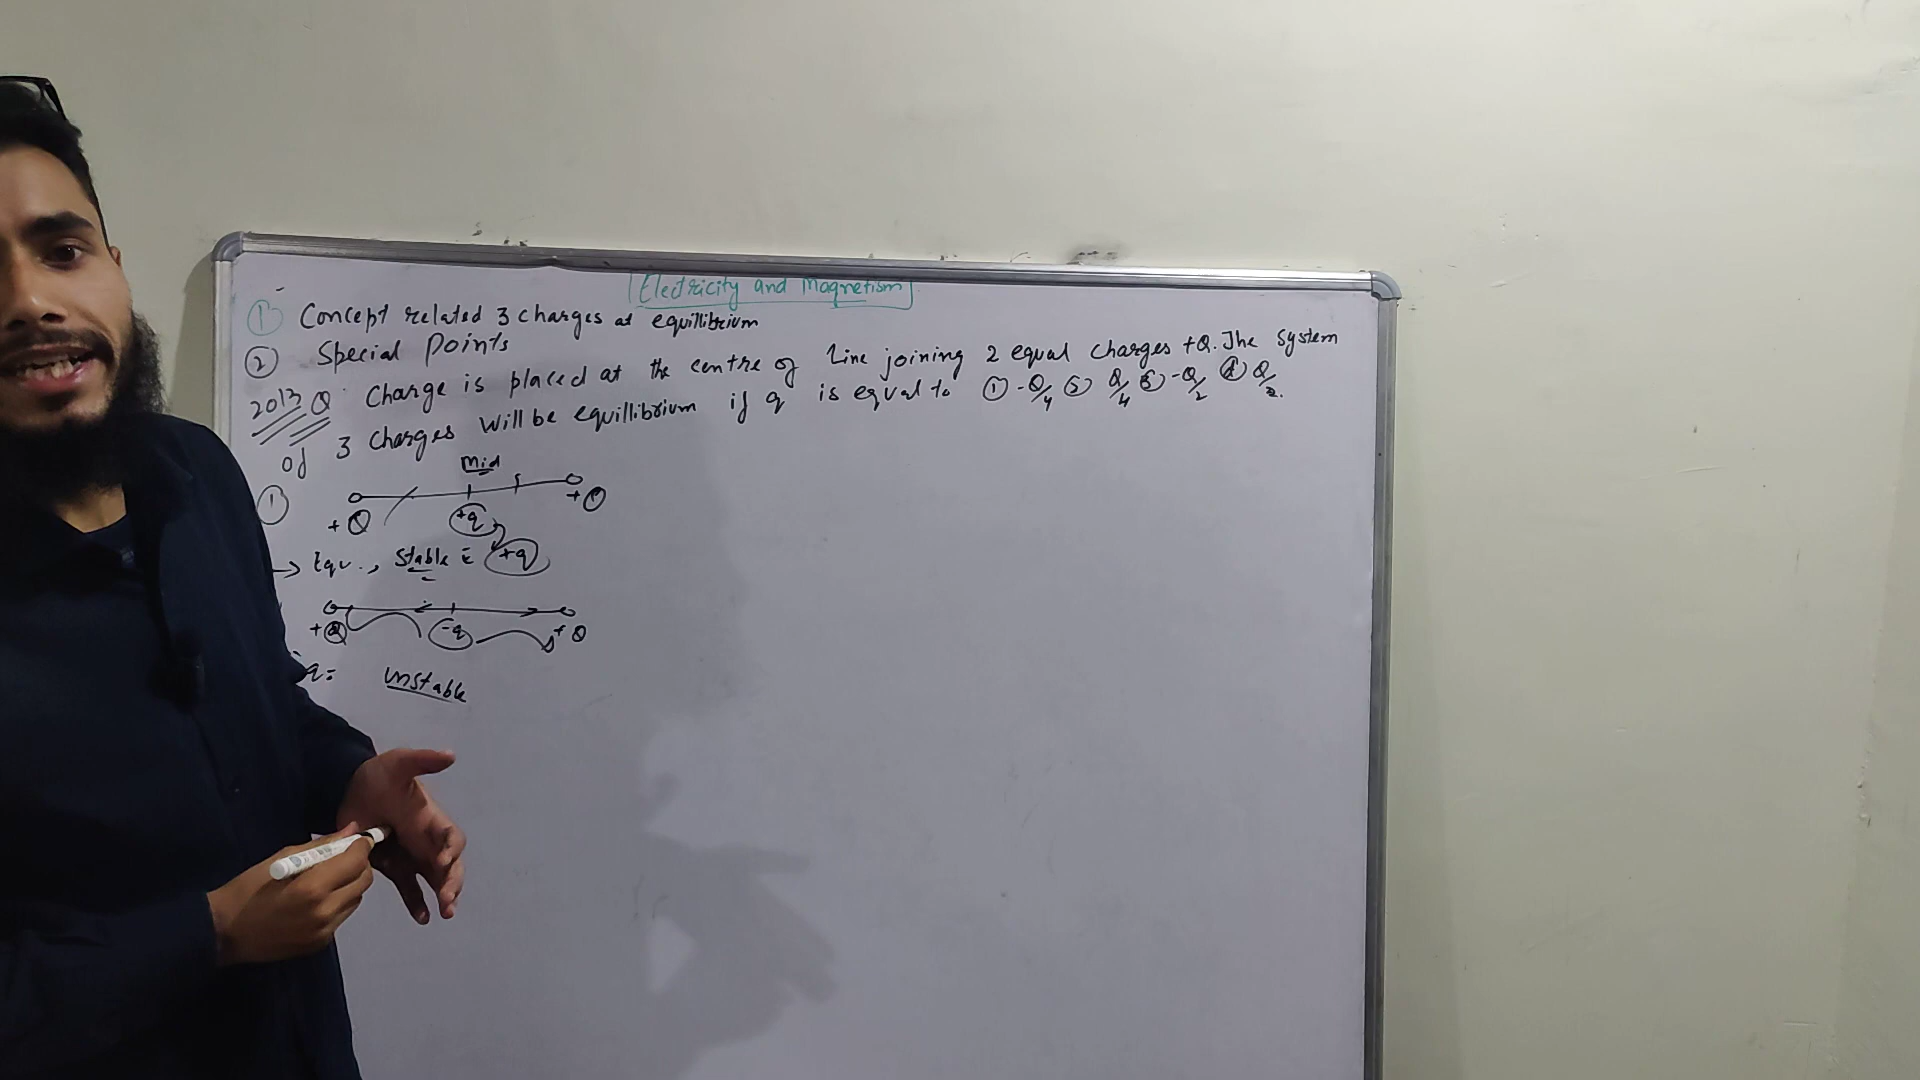 Electricity and Magnetism
① Concept related 3 charges at equillibrium
② Special Points
2013 Q Charge is placed at the centre of Line joining 2 equal charges +Q. The system
of 3 Charges will be equillibrium if q is equal to ① -Q/4 ② Q/4 ③ -Q/2 ④ Q/2.
Mid
①
+Q +q +Q
→ Equ., Stable +q
+Q -q +Q
q= unstable